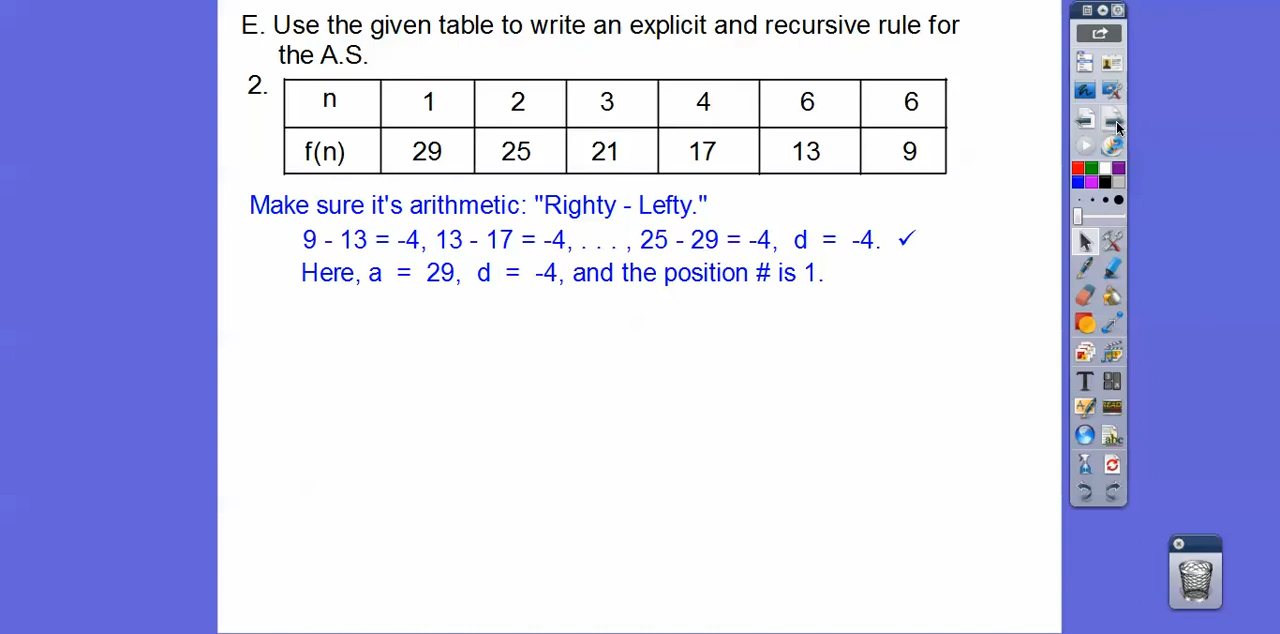 E. Use the given table to write an explicit and recursive rule for
the A.S.
2.
n 1 2 3 4 6 6
f(n) 29 25 21 17 13 9
Make sure it's arithmetic: "Righty - Lefty."
9 - 13 = -4, 13 - 17 = -4, . . . , 25 - 29 = -4, d = -4. ✓
Here, a = 29, d = -4, and the position # is 1.